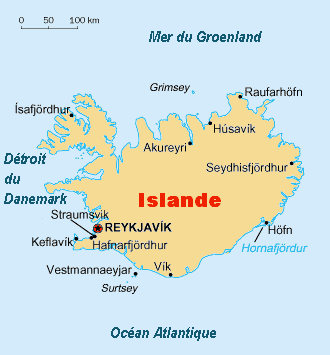 0 50 100 km
Mer du Groenland
Grimsey
Raufarhöfn
Ísafjördhur
Húsavík
Akureyri
Détroit
du
Danemark
Seydhisfjördhur
Islande
Straumsvik
REYKJAVÍK
Keflavík
Hafnarfjördhur
Höfn
Hornafjördur
Vestmannaeyjar
Vík
Surtsey
Océan Atlantique